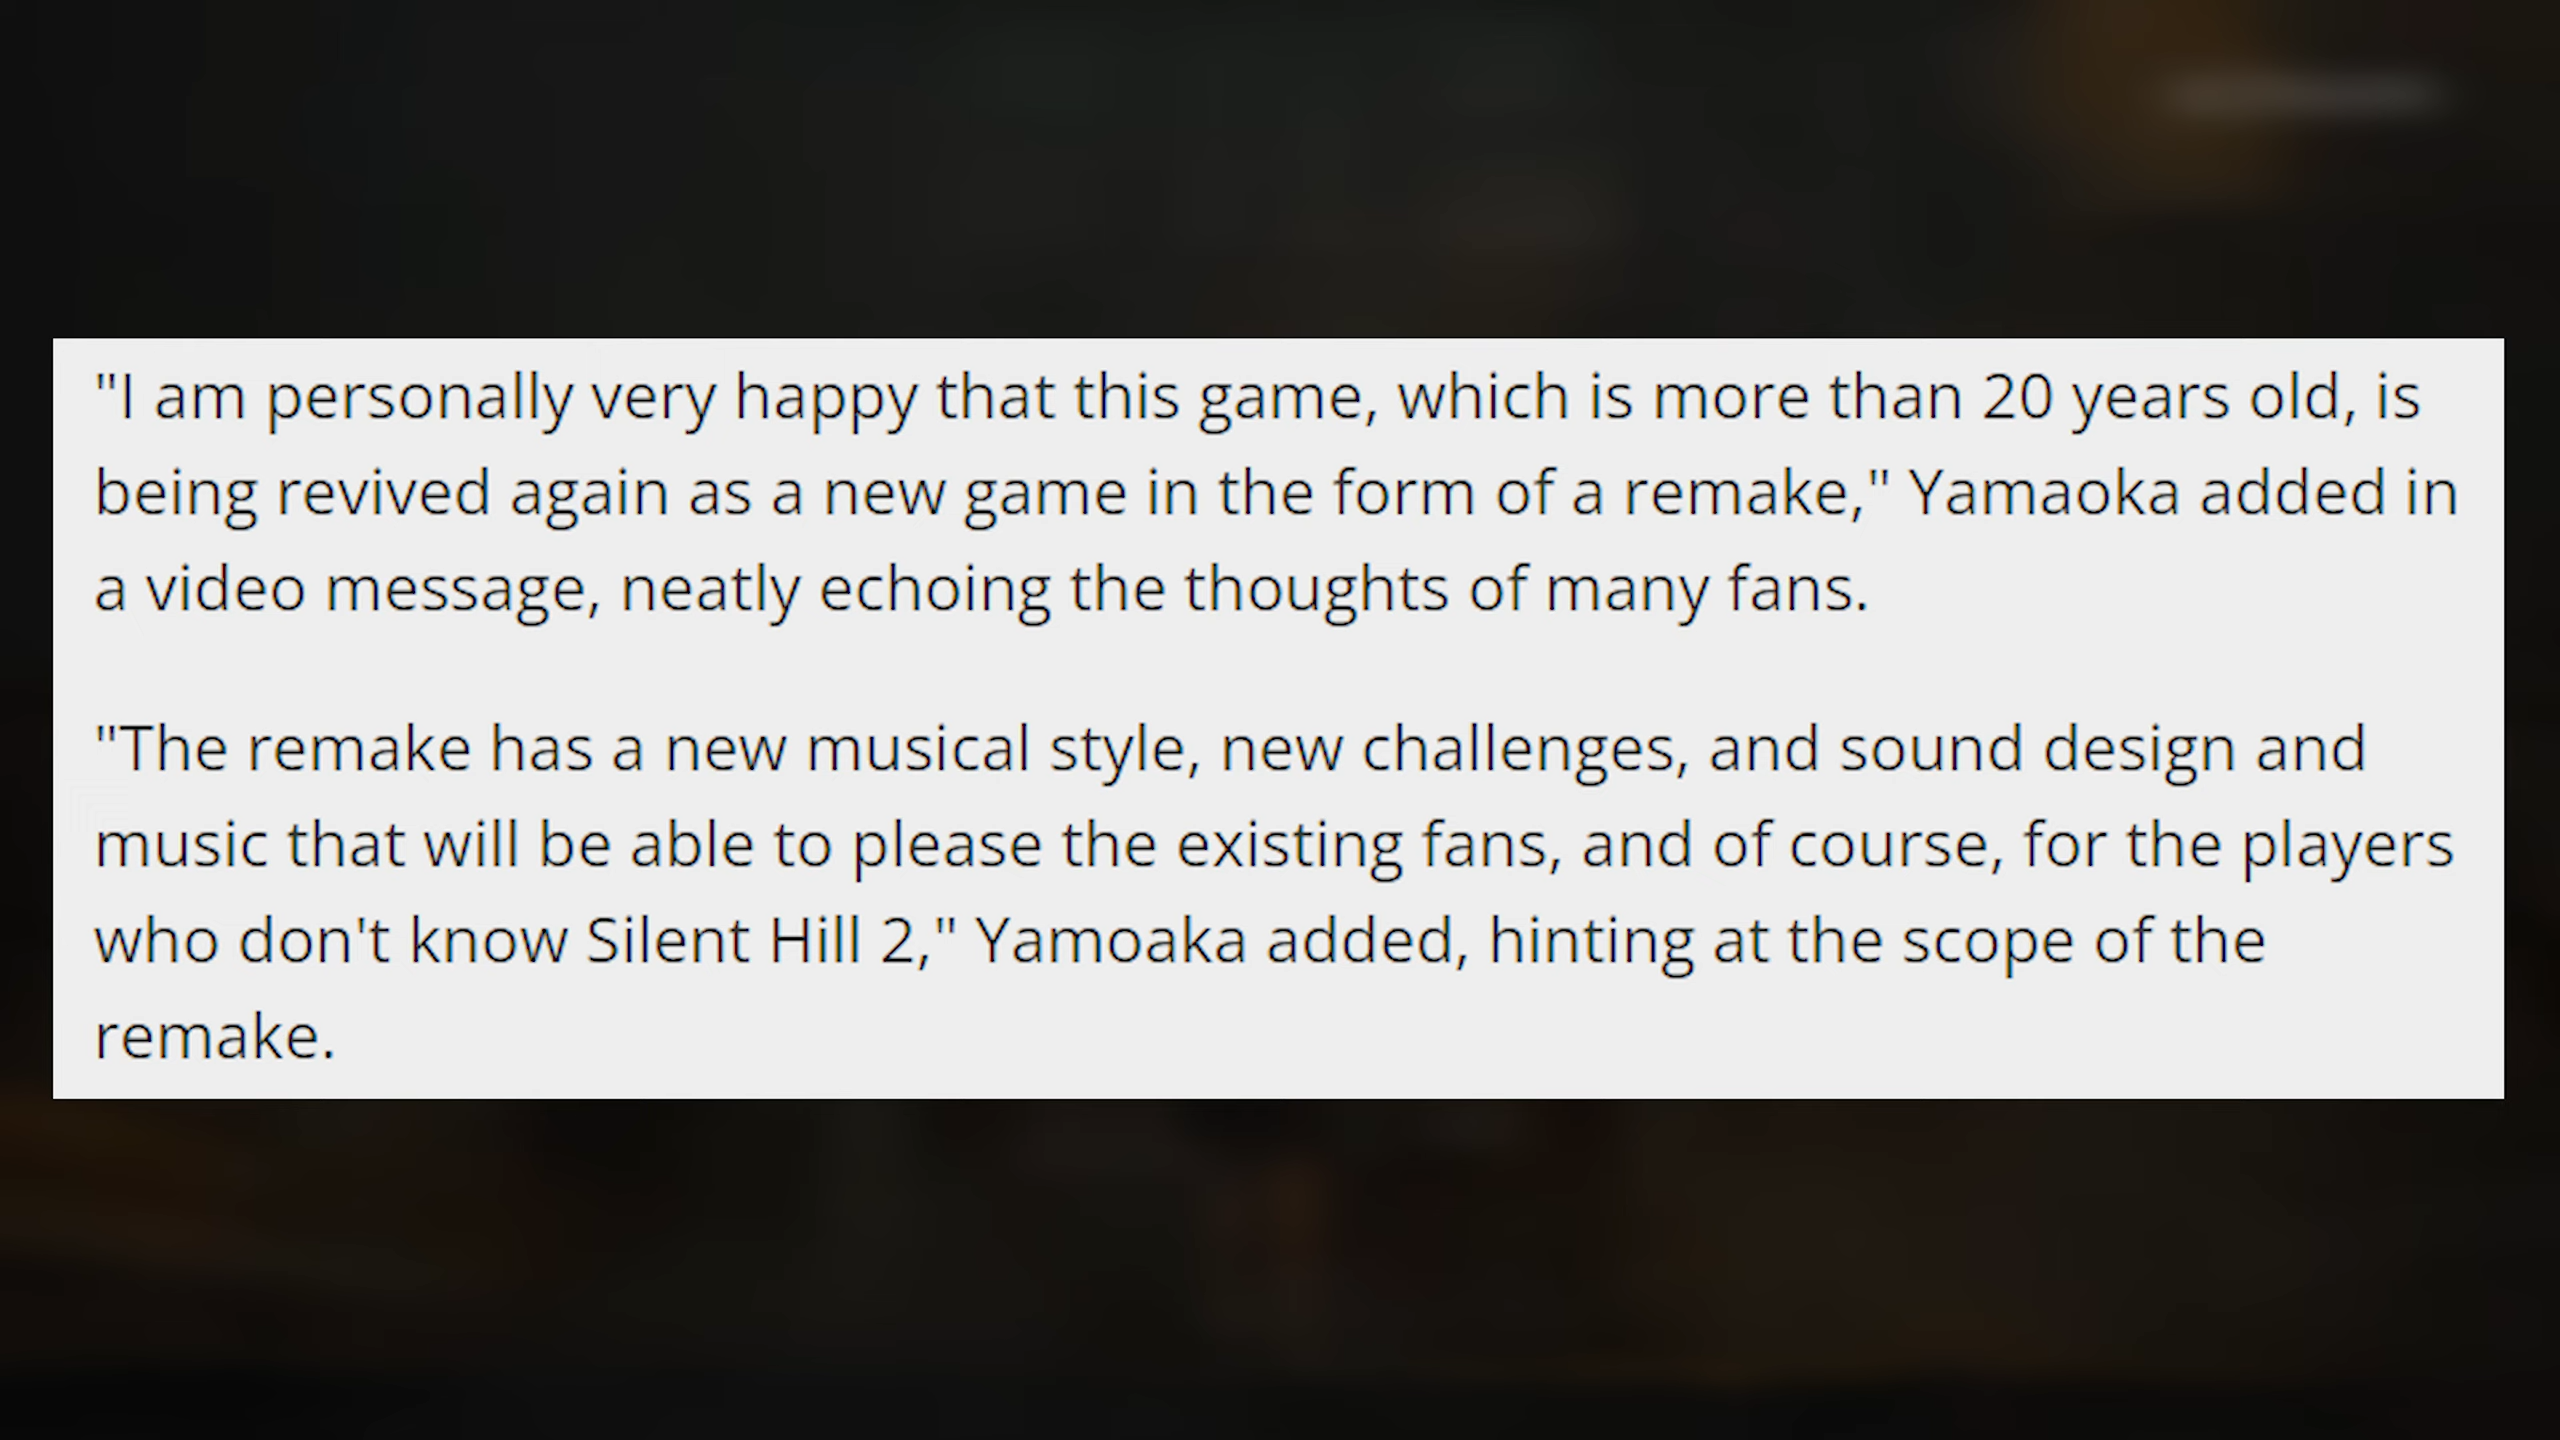 "I am personally very happy that this game, which is more than 20 years old, is
being revived again as a new game in the form of a remake," Yamaoka added in
a video message, neatly echoing the thoughts of many fans.
"The remake has a new musical style, new challenges, and sound design and
music that will be able to please the existing fans, and of course, for the players
who don't know Silent Hill 2," Yamoaka added, hinting at the scope of the
remake.